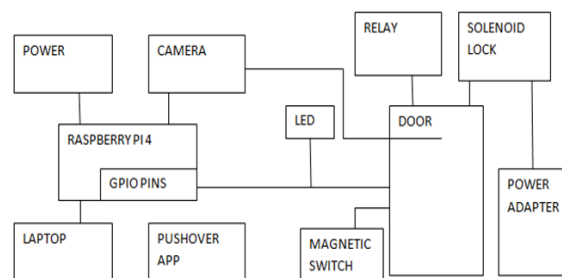 POWER
CAMERA
RELAY
SOLENOID
LOCK
LED
DOOR
RASPBERRY PI 4
GPIO PINS
POWER
ADAPTER
LAPTOP
PUSHOVER
APP
MAGNETIC
SWITCH